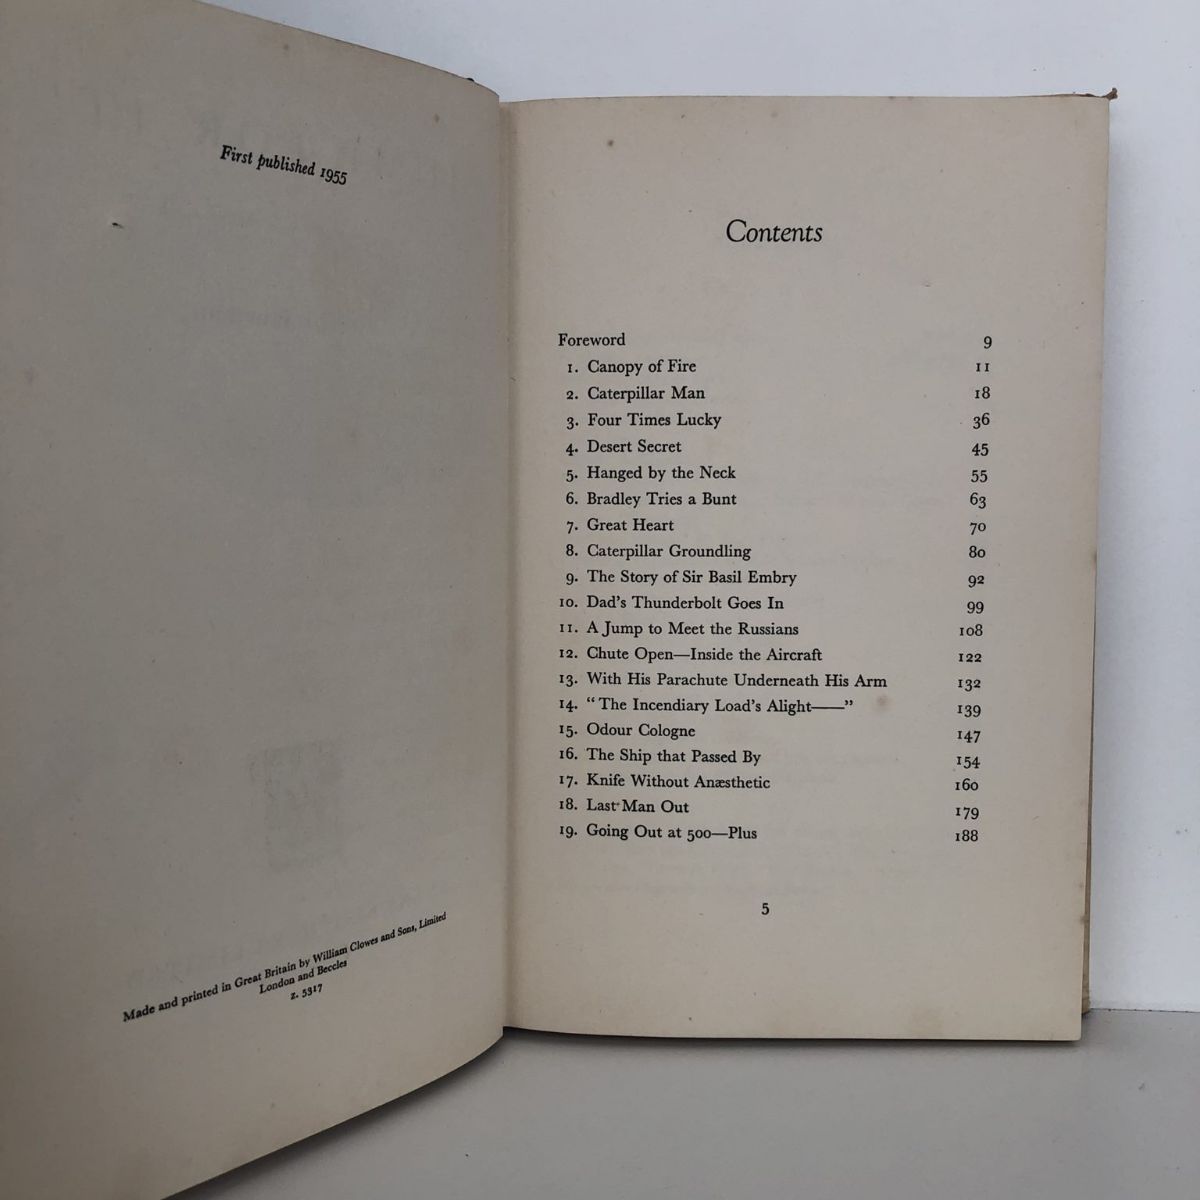 First published 1955
Made and printed in Great Britain by William Clowes and Sons, Limited
London and Beccles
z. 5317
Contents
Foreword 9
1. Canopy of Fire 11
2. Caterpillar Man 18
3. Four Times Lucky 36
4. Desert Secret 45
5. Hanged by the Neck 55
6. Bradley Tries a Bunt 63
7. Great Heart 70
8. Caterpillar Groundling 80
9. The Story of Sir Basil Embry 92
10. Dad's Thunderbolt Goes In 99
11. A Jump to Meet the Russians 108
12. Chute Open—Inside the Aircraft 122
13. With His Parachute Underneath His Arm 132
14. “The Incendiary Load's Alight——” 139
15. Odour Cologne 147
16. The Ship that Passed By 154
17. Knife Without Anæsthetic 160
18. Last Man Out 179
19. Going Out at 500—Plus 188
5